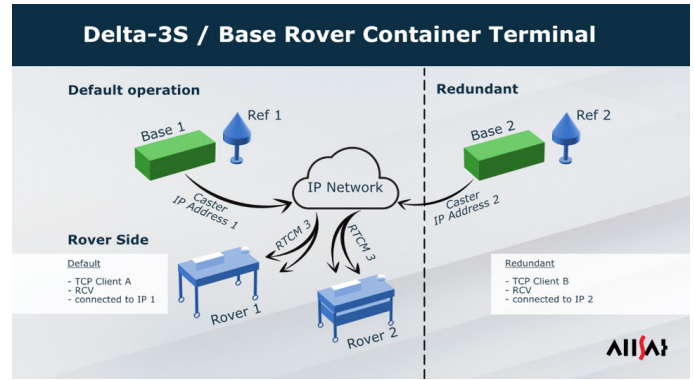 Delta-3S / Base Rover Container Terminal
Default operation
Redundant
Base 1
Ref 1
Base 2
Ref 2
IP Network
Caster
IP Address 1
Caster
IP Address 2
RTCM 3
RTCM 3
Rover Side
Default
- TCP Client A
- RCV
- connected to IP 1
Rover 1
Rover 2
Redundant
- TCP Client B
- RCV
- connected to IP 2
AllSAt